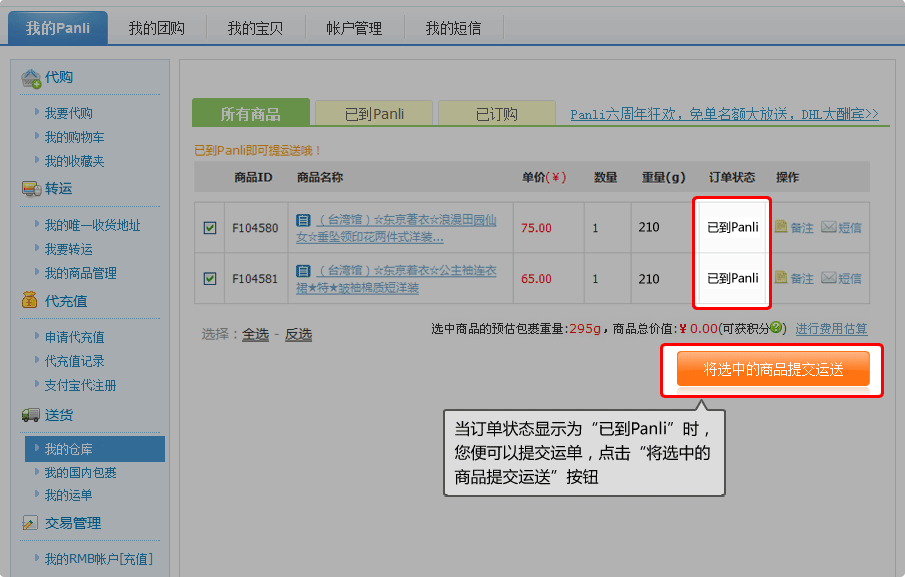 我的Panli 我的团购 我的宝贝 帐户管理 我的短信
代购
我要代购
我的购物车
我的收藏夹
转运
我的唯一收货地址
我要转运
我的商品管理
代充值
申请代充值
代充值记录
支付宝代注册
送货
我的仓库
我的国内包裹
我的运单
交易管理
我的RMB帐户[充值]
所有商品 已到Panli 已订购 Panli六周年狂欢，免单名额大放送，DHL大酬宾>>
已到Panli即可提运送哦！
商品ID 商品名称 单价(￥) 数量 重量(g) 订单状态 操作
F104580 （台湾馆）☆东京著衣☆浪漫田园仙
女☆垂坠领印花两件式洋装... 75.00 1 210 已到Panli 备注 短信
F104581 （台湾馆）☆东京着衣☆公主袖连衣
裙★特★皱袖棉质短洋装 65.00 1 210 已到Panli 备注 短信
选择：全选 - 反选 选中商品的预估包裹重量:295g，商品总价值:￥0.00(可获积分?) 进行费用估算
将选中的商品提交运送
当订单状态显示为“已到Panli”时，
您便可以提交运单，点击“将选中的
商品提交运送”按钮